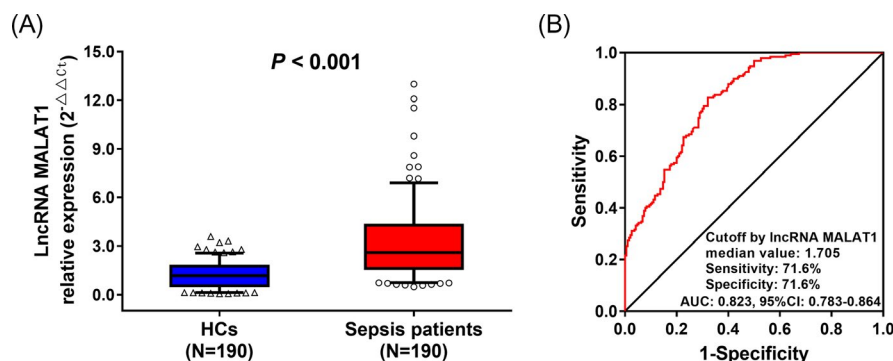 (A)
LncRNA MALAT1
relative expression (2^-△△Ct)
15.0
12.0
9.0
6.0
3.0
0.0
P < 0.001
HCs
(N=190)
Sepsis patients
(N=190)
(B)
Sensitivity
1.0
0.8
0.6
0.4
0.2
0.0
Cutoff by lncRNA MALAT1
median value: 1.705
Sensitivity: 71.6%
Specificity: 71.6%
AUC: 0.823, 95%CI: 0.783-0.864
0.0 0.2 0.4 0.6 0.8 1.0
1-Specificity